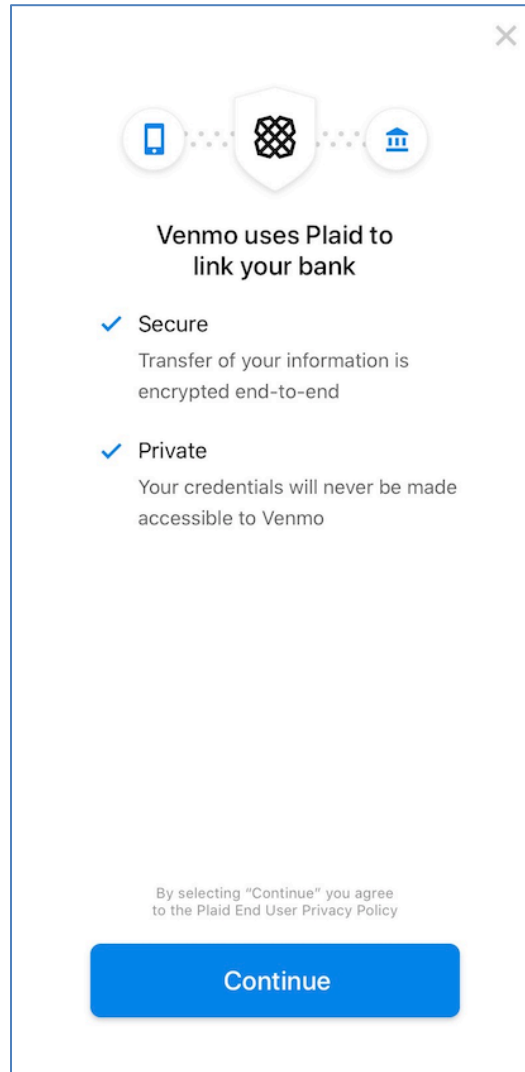 Venmo uses Plaid to
link your bank
Secure
Transfer of your information is
encrypted end-to-end
Private
Your credentials will never be made
accessible to Venmo
By selecting “Continue” you agree
to the Plaid End User Privacy Policy
Continue